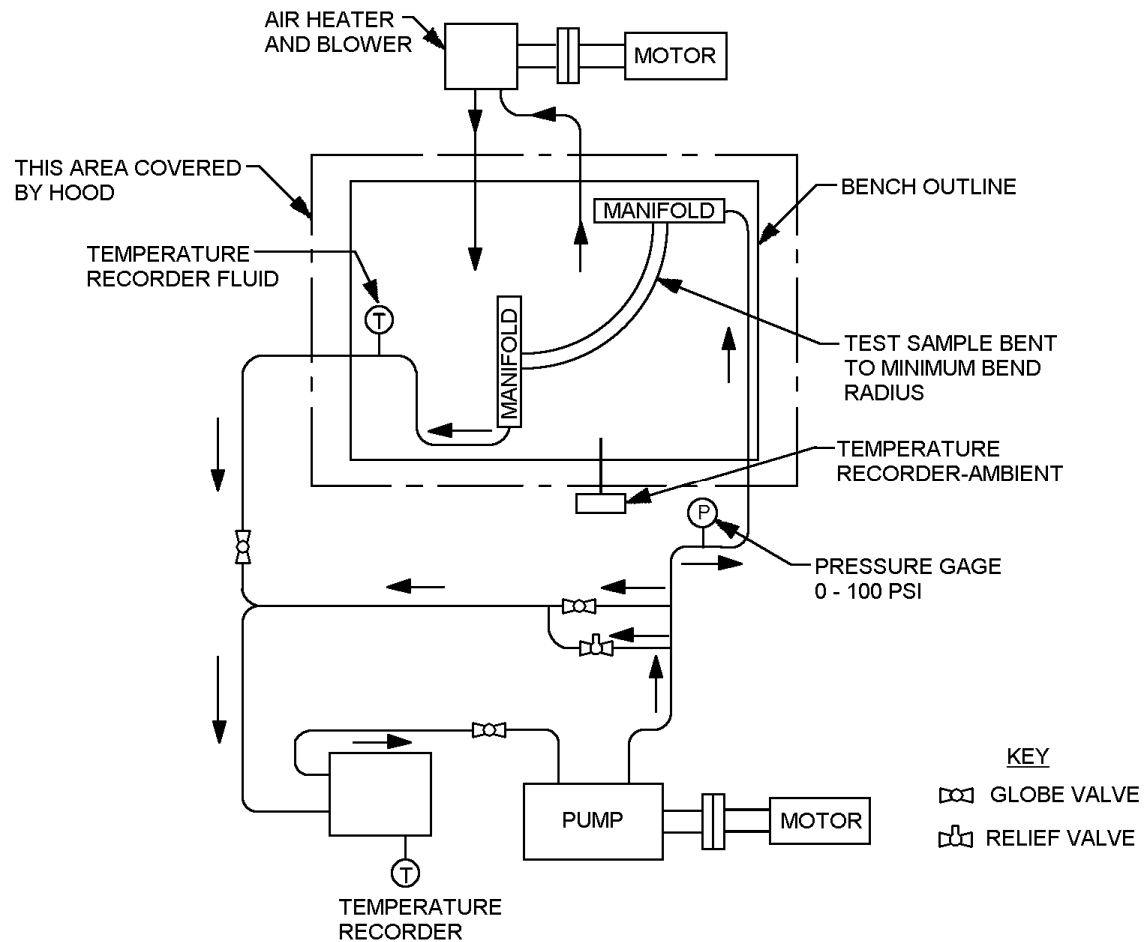 AIR HEATER
AND BLOWER
MOTOR
THIS AREA COVERED
BY HOOD
BENCH OUTLINE
MANIFOLD
TEMPERATURE
RECORDER FLUID
T
MANIFOLD
TEST SAMPLE BENT
TO MINIMUM BEND
RADIUS
TEMPERATURE
RECORDER-AMBIENT
P
PRESSURE GAGE
0 - 100 PSI
KEY
GLOBE VALVE
RELIEF VALVE
PUMP
MOTOR
T
TEMPERATURE
RECORDER